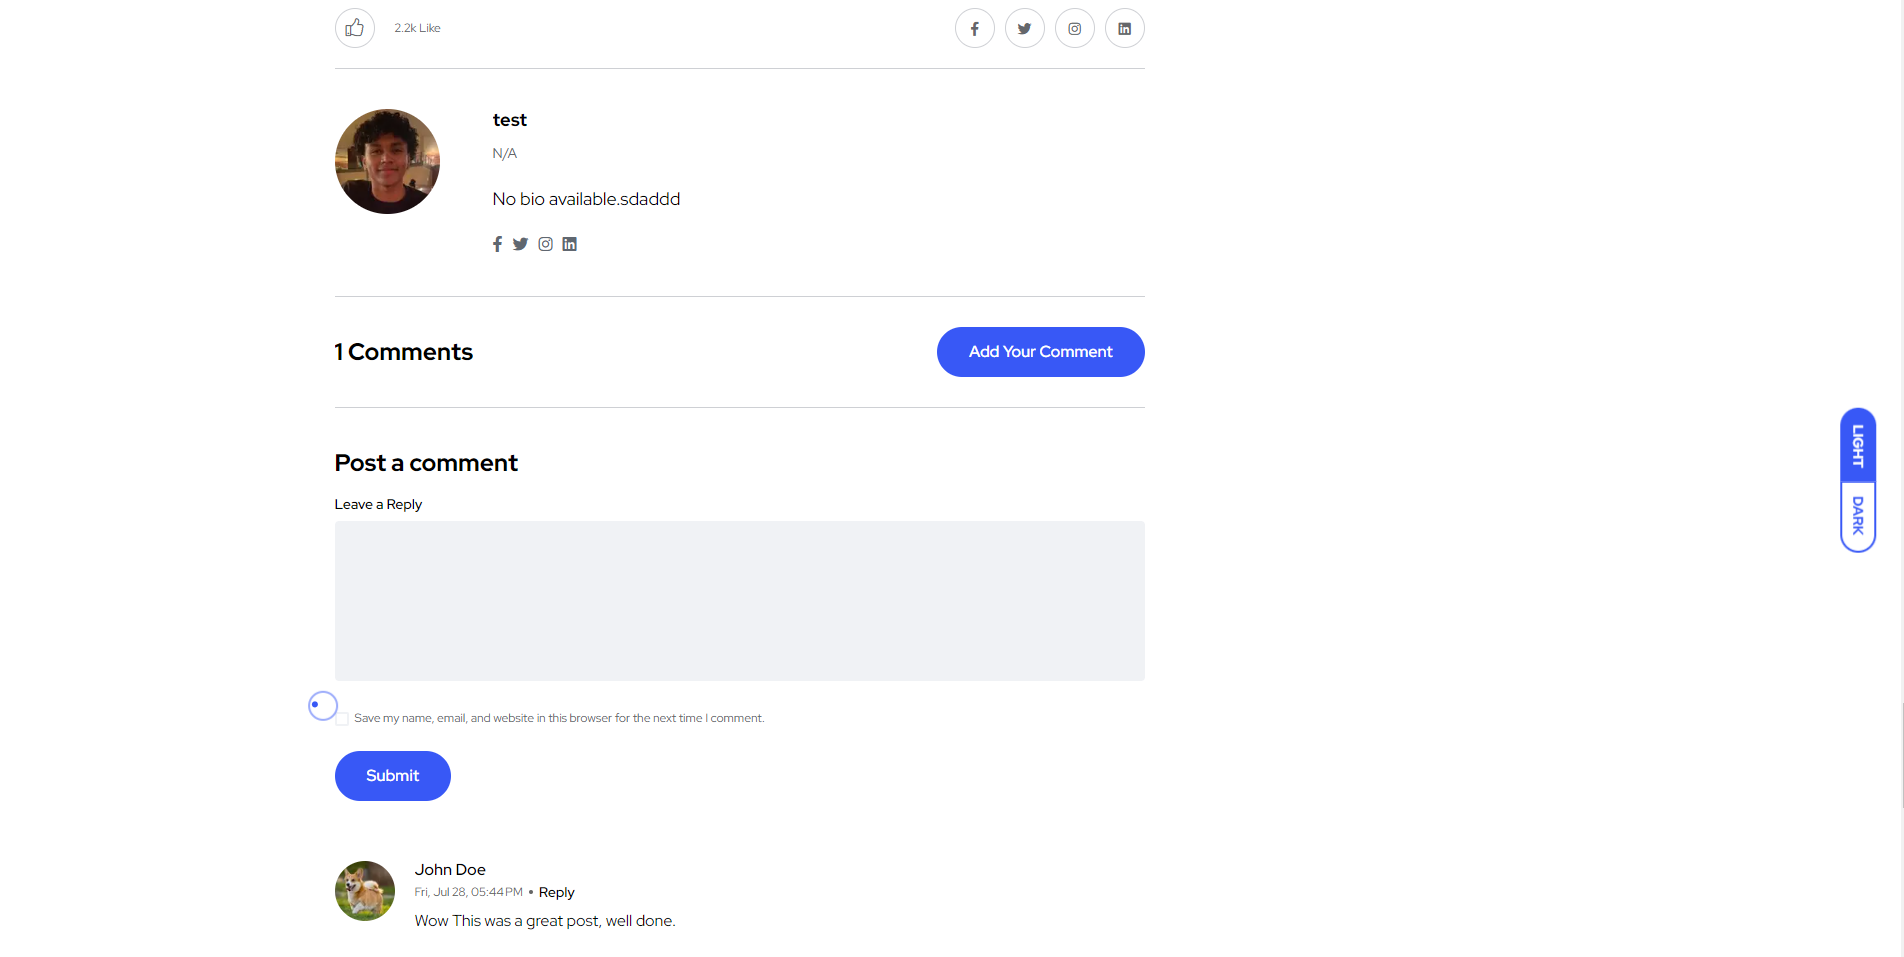 2.2k Like
test
N/A
No bio available.sdaddd
1 Comments
Add Your Comment
Post a comment
Leave a Reply
Save my name, email, and website in this browser for the next time I comment.
Submit
John Doe
Fri, Jul 28, 05:44PM • Reply
Wow This was a great post, well done.
LIGHT
DARK